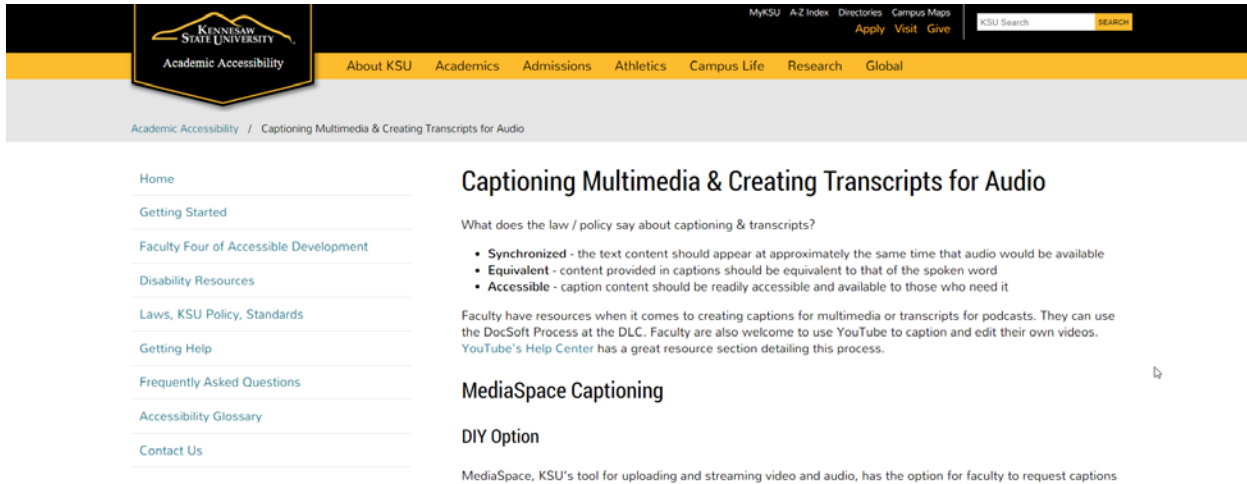 MyKSU A-Z Index Directories Campus Maps
Apply Visit Give
KSU Search
SEARCH
KENNESAW
STATE UNIVERSITY
Academic Accessibility
About KSU Academics Admissions Athletics Campus Life Research Global
Academic Accessibility / Captioning Multimedia & Creating Transcripts for Audio
Home
Getting Started
Faculty Four of Accessible Development
Disability Resources
Laws, KSU Policy, Standards
Getting Help
Frequently Asked Questions
Accessibility Glossary
Contact Us
Captioning Multimedia & Creating Transcripts for Audio
What does the law / policy say about captioning & transcripts?
• Synchronized - the text content should appear at approximately the same time that audio would be available
• Equivalent - content provided in captions should be equivalent to that of the spoken word
• Accessible - caption content should be readily accessible and available to those who need it
Faculty have resources when it comes to creating captions for multimedia or transcripts for podcasts. They can use
the DocSoft Process at the DLC. Faculty are also welcome to use YouTube to caption and edit their own videos.
YouTube's Help Center has a great resource section detailing this process.
MediaSpace Captioning
DIY Option
MediaSpace, KSU's tool for uploading and streaming video and audio, has the option for faculty to request captions